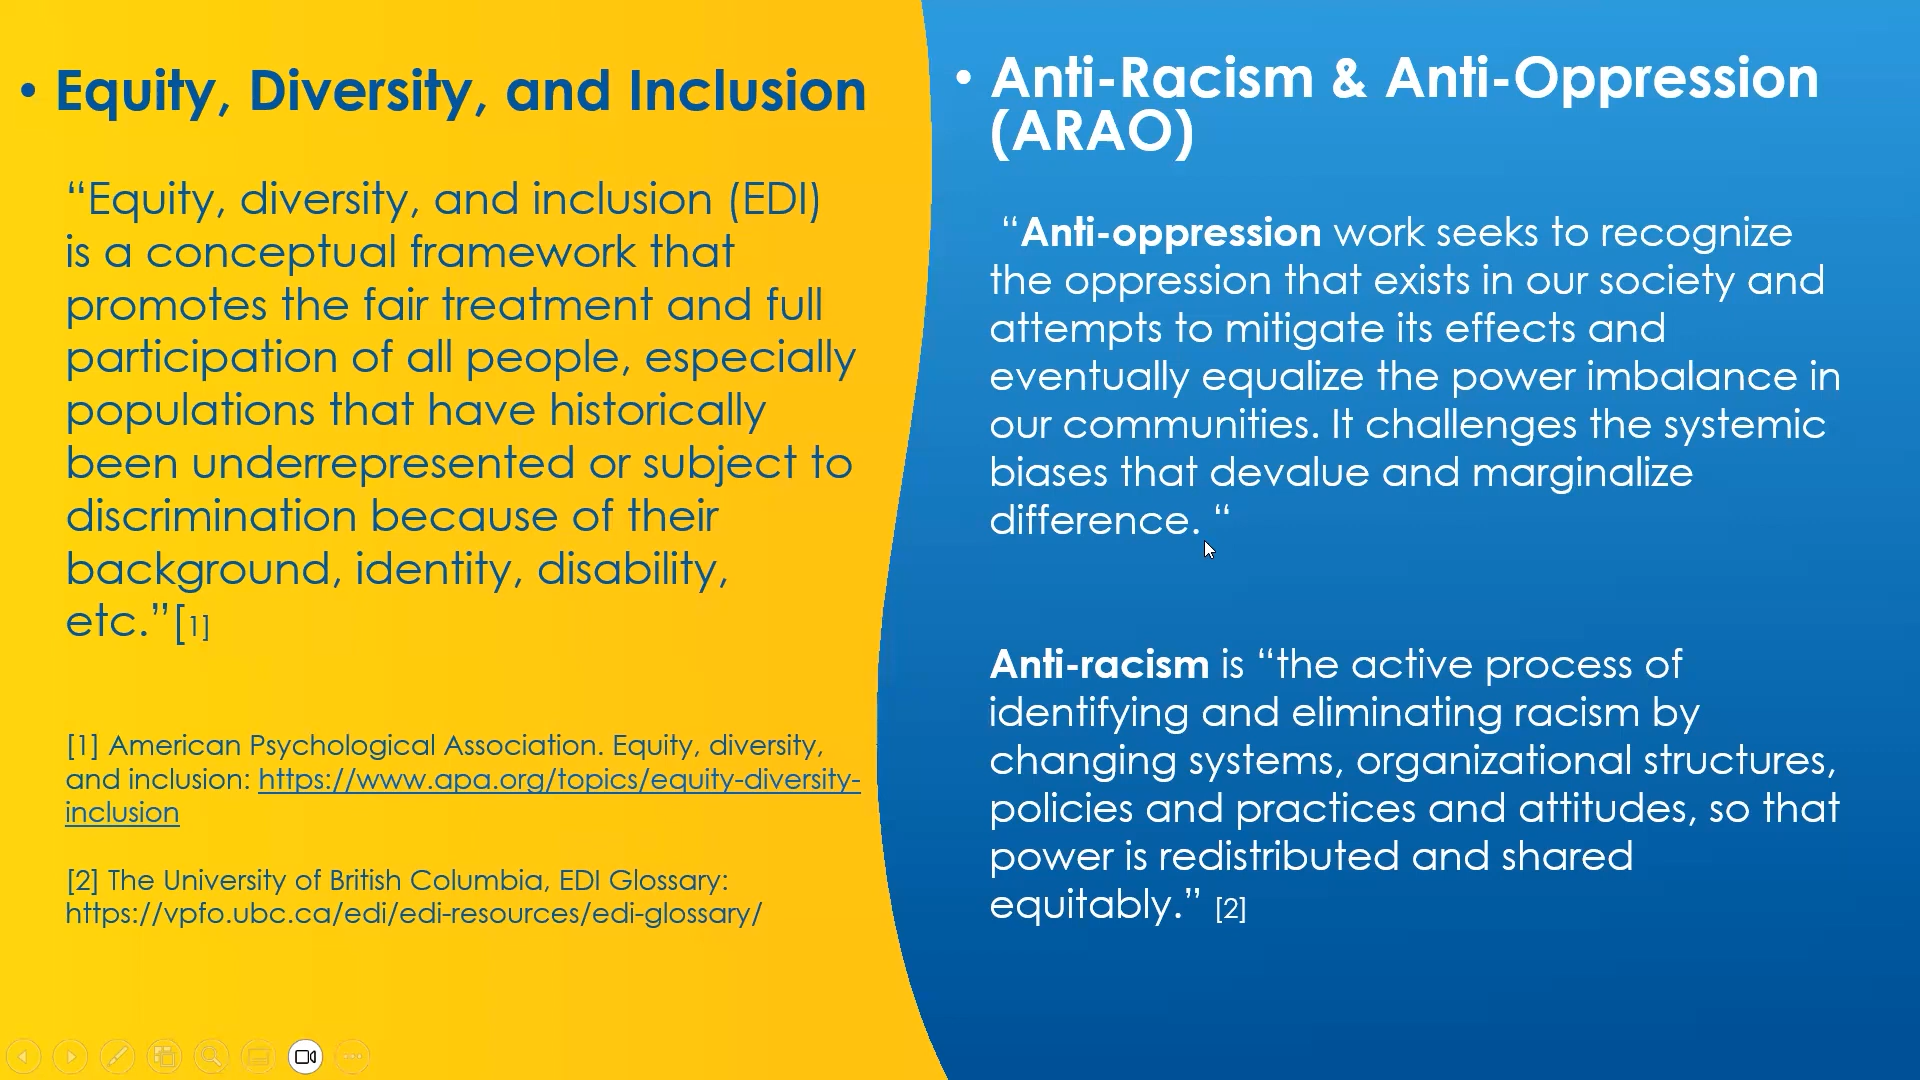 • Equity, Diversity, and Inclusion
“Equity, diversity, and inclusion (EDI)
is a conceptual framework that
promotes the fair treatment and full
participation of all people, especially
populations that have historically
been underrepresented or subject to
discrimination because of their
background, identity, disability,
etc.”[1]
[1] American Psychological Association. Equity, diversity,
and inclusion: https://www.apa.org/topics/equity-diversity-
inclusion
[2] The University of British Columbia, EDI Glossary:
https://vpfo.ubc.ca/edi/edi-resources/edi-glossary/
• Anti-Racism & Anti-Oppression
(ARAO)
“Anti-oppression work seeks to recognize
the oppression that exists in our society and
attempts to mitigate its effects and
eventually equalize the power imbalance in
our communities. It challenges the systemic
biases that devalue and marginalize
difference. “
Anti-racism is “the active process of
identifying and eliminating racism by
changing systems, organizational structures,
policies and practices and attitudes, so that
power is redistributed and shared
equitably.” [2]